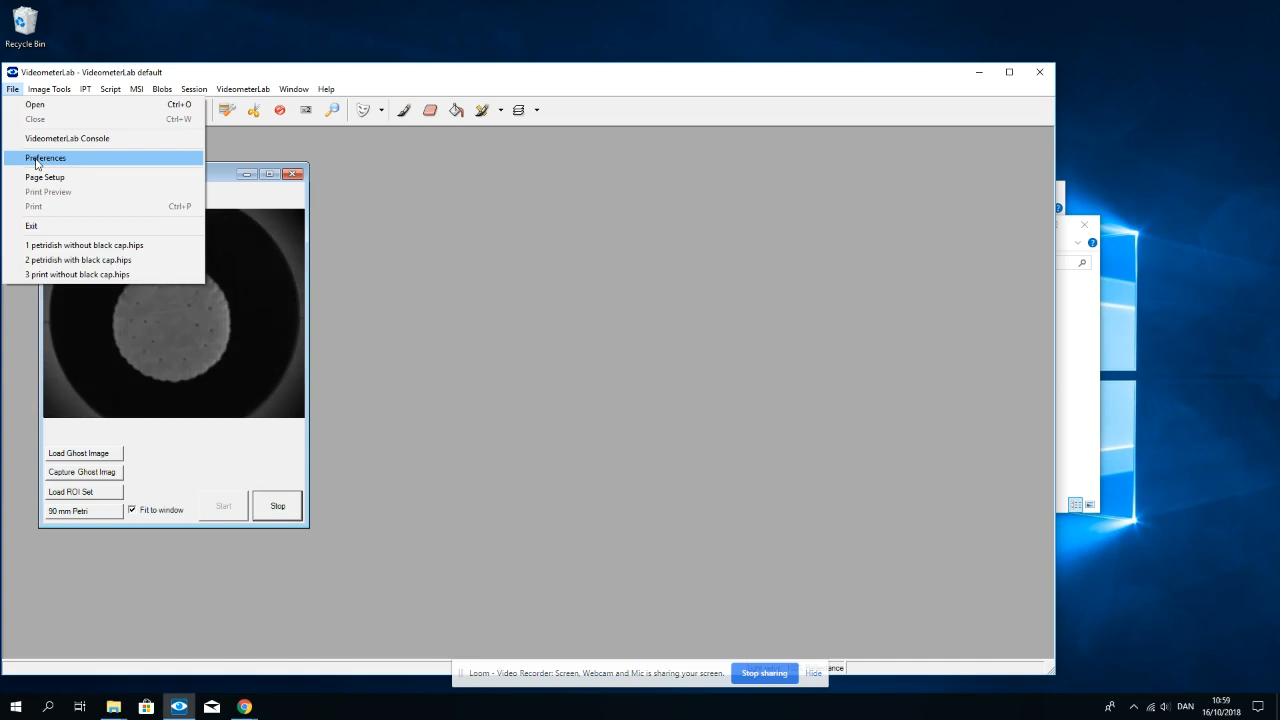 Recycle Bin
VideometerLab - VideometerLab default
File Image Tools IPT Script MSI Blobs Session VideometerLab Window Help
Open Ctrl+O
Close Ctrl+W
VideometerLab Console
Preferences
Page Setup
Print Preview
Print Ctrl+P
Exit
1 petridish without black cap.hips
2 petridish with black cap.hips
3 print without black cap.hips
Load Ghost Image
Capture Ghost Imag
Load ROI Set
90 mm Petri
Fit to window
Start
Stop
Loom - Video Recorder: Screen, Webcam and Mic is sharing your screen.
Stop sharing
Hide
DAN
10:59
16/10/2018